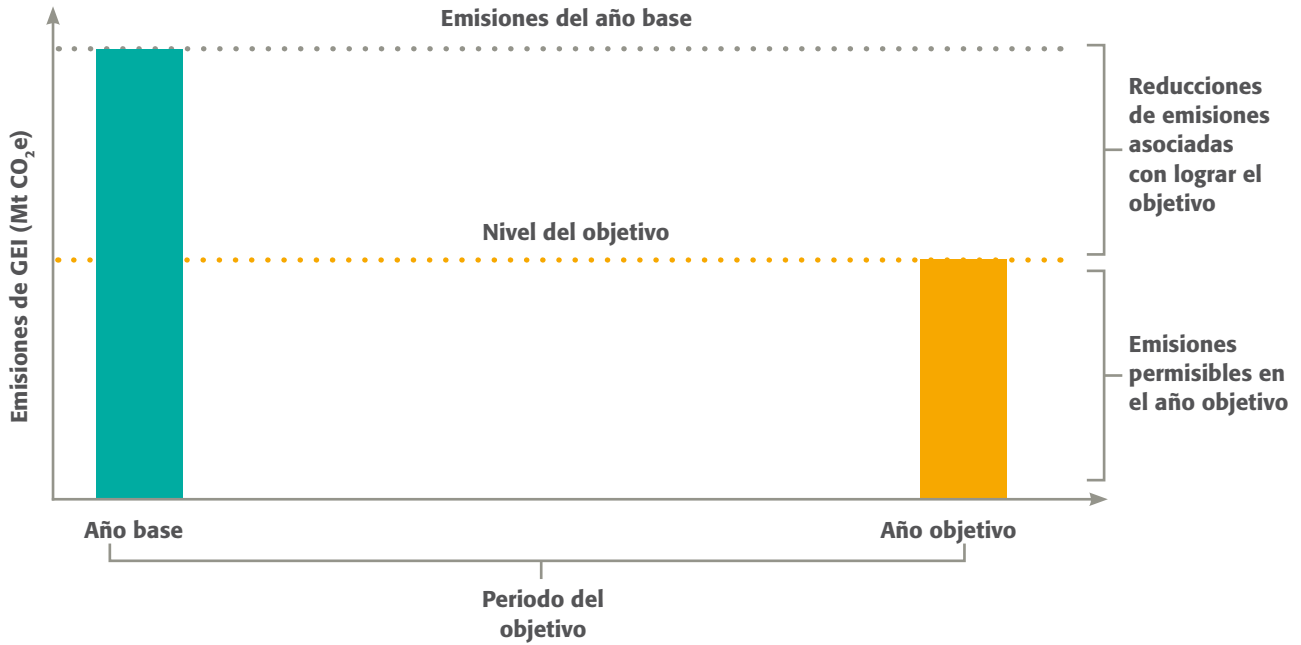 Emisiones del año base
Emisiones de GEI (Mt CO₂e)
Reducciones
de emisiones
asociadas
con lograr el
objetivo
Nivel del objetivo
Emisiones
permisibles en
el año objetivo
Año base
Año objetivo
Periodo del
objetivo